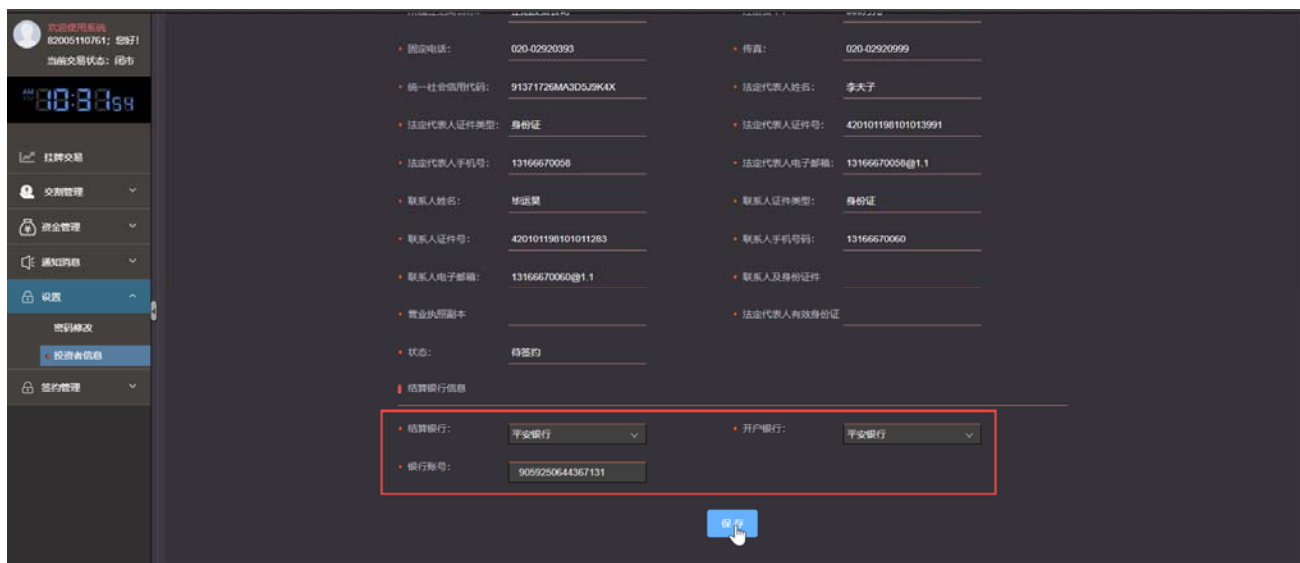 欢迎使用系统
82005110761；您好！
当前交易状态：闭市
AM 10:31 54
挂牌交易
交割管理
资金管理
通知消息
设置
密码修改
投资者信息
签约管理
固定电话： 020-02920393 传真： 020-02920999
统一社会信用代码： 91371726MA3D5J9K4X 法定代表人姓名： 李夫子
法定代表人证件类型： 身份证 法定代表人证件号： 420101198101013991
法定代表人手机号： 13166670058 法定代表人电子邮箱： 13166670058@1.1
联系人姓名： 毕运昊 联系人证件类型： 身份证
联系人证件号： 420101198101011283 联系人手机号码： 13166670060
联系人电子邮箱： 13166670060@1.1 联系人及身份证件
营业执照副本 法定代表人有效身份证
状态： 待签约
结算银行信息
结算银行： 平安银行 开户银行： 平安银行
银行账号： 9059250644367131
保存